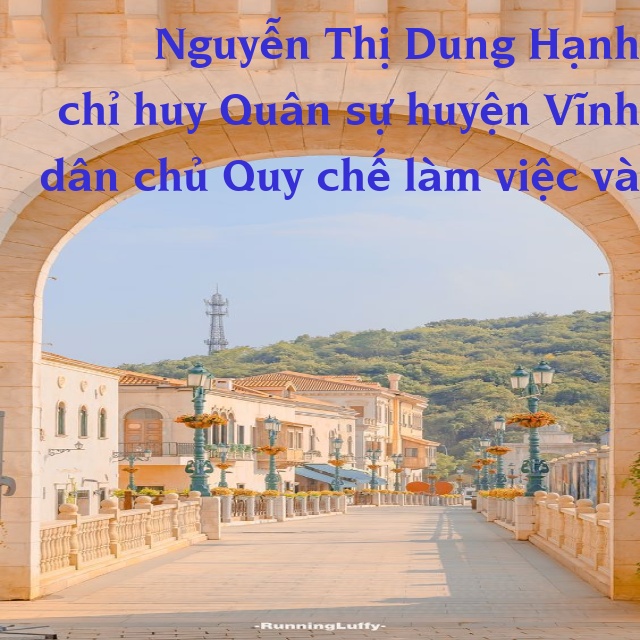 Nguyễn Thị Dung Hạnh
chỉ huy Quân sự huyện Vĩnh
dân chủ Quy chế làm việc và
-RunningLuffy-